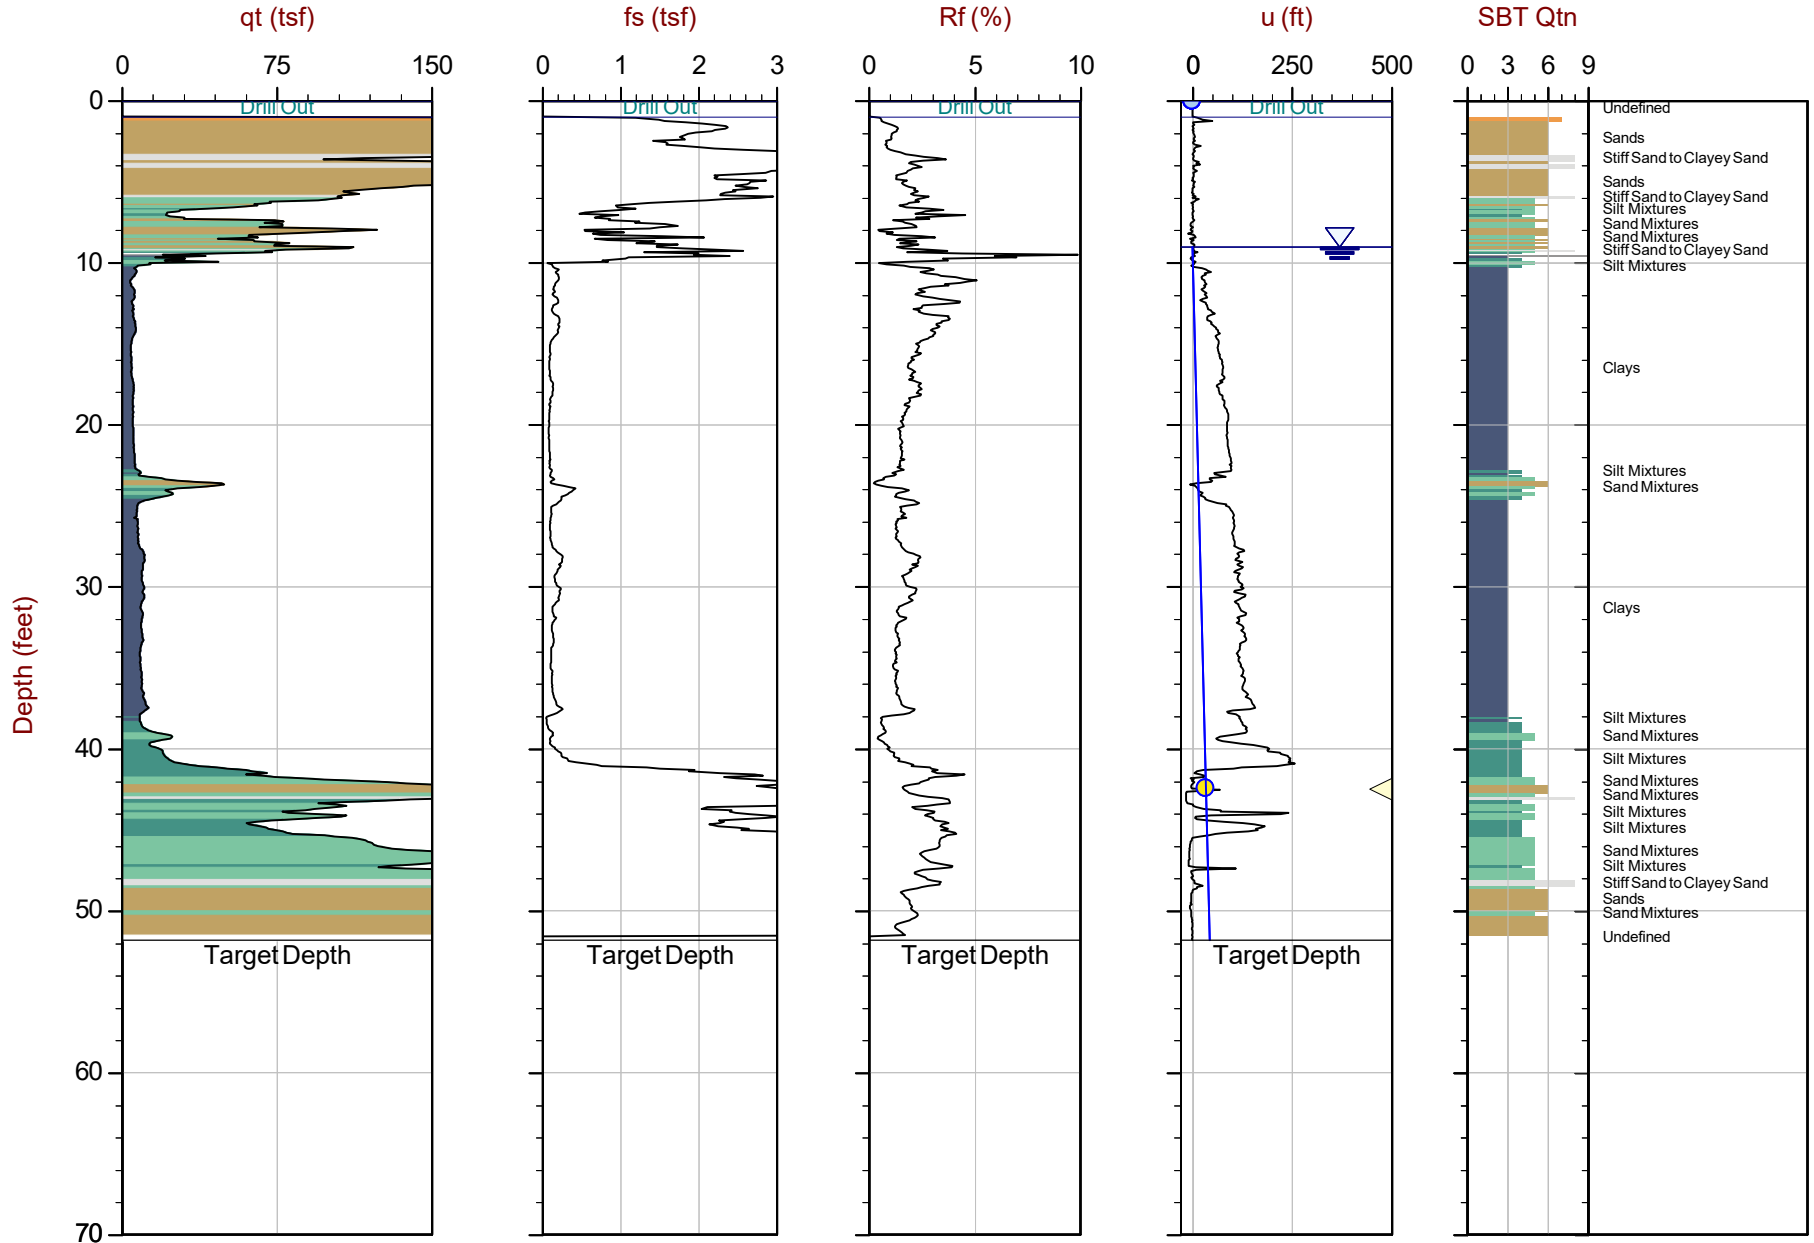 qt (tsf)
fs (tsf)
Rf (%)
u (ft)
SBT Qtn
0 75 150
0 1 2 3
0 5 10
0 250 500
0 3 6 9
Depth (feet)
0
10
20
30
40
50
60
70
Drill Out
Drill Out
Drill Out
Drill Out
Undefined
Sands
Stiff Sand to Clayey Sand
Sands
Stiff Sand to Clayey Sand
Silt Mixtures
Sand Mixtures
Sand Mixtures
Stiff Sand to Clayey Sand
Silt Mixtures
Clays
Silt Mixtures
Sand Mixtures
Clays
Silt Mixtures
Sand Mixtures
Silt Mixtures
Sand Mixtures
Sand Mixtures
Silt Mixtures
Silt Mixtures
Sand Mixtures
Silt Mixtures
Stiff Sand to Clayey Sand
Sands
Sand Mixtures
Undefined
Target Depth
Target Depth
Target Depth
Target Depth